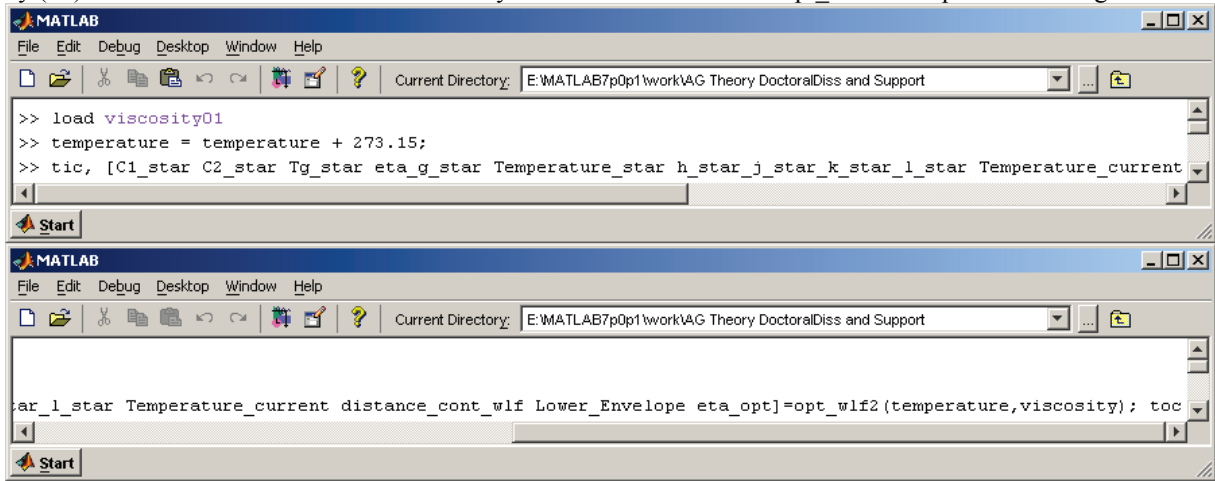 MATLAB
File Edit Debug Desktop Window Help
Current Directory: E:\MATLAB7p0p1\work\AG Theory DoctoralDiss and Support
>> load viscosity01
>> temperature = temperature + 273.15;
>> tic, [C1_star C2_star Tg_star eta_g_star Temperature_star h_star_j_star_k_star_l_star Temperature_current
Start
MATLAB
File Edit Debug Desktop Window Help
Current Directory: E:\MATLAB7p0p1\work\AG Theory DoctoralDiss and Support
tar_l_star Temperature_current distance_cont_wlf Lower_Envelope eta_opt]=opt_wlf2(temperature,viscosity); toc
Start